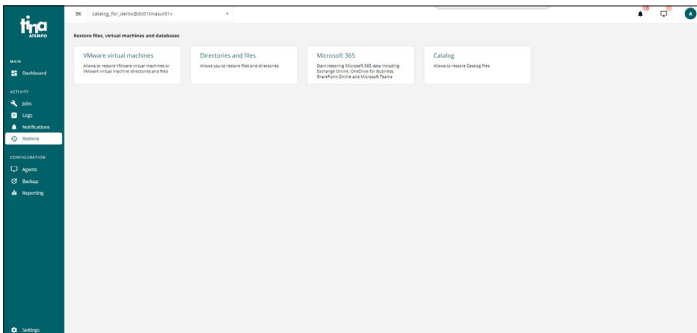 tina
ATEMPO
catalog_for_demo@dc01tinasul01v
A
Restore files, virtual machines and databases
VMware virtual machines
Allows to restore VMware virtual machines or
VMware virtual machine directories and files
Directories and files
Allows you to restore files and directories
Microsoft 365
Start restoring Microsoft 365 data including
Exchange Online, OneDrive for Business,
SharePoint Online and Microsoft Teams
Catalog
Allows to restore Catalog files
MAIN
Dashboard
ACTIVITY
Jobs
Logs
Notifications
Restore
CONFIGURATION
Agents
Backup
Reporting
Settings